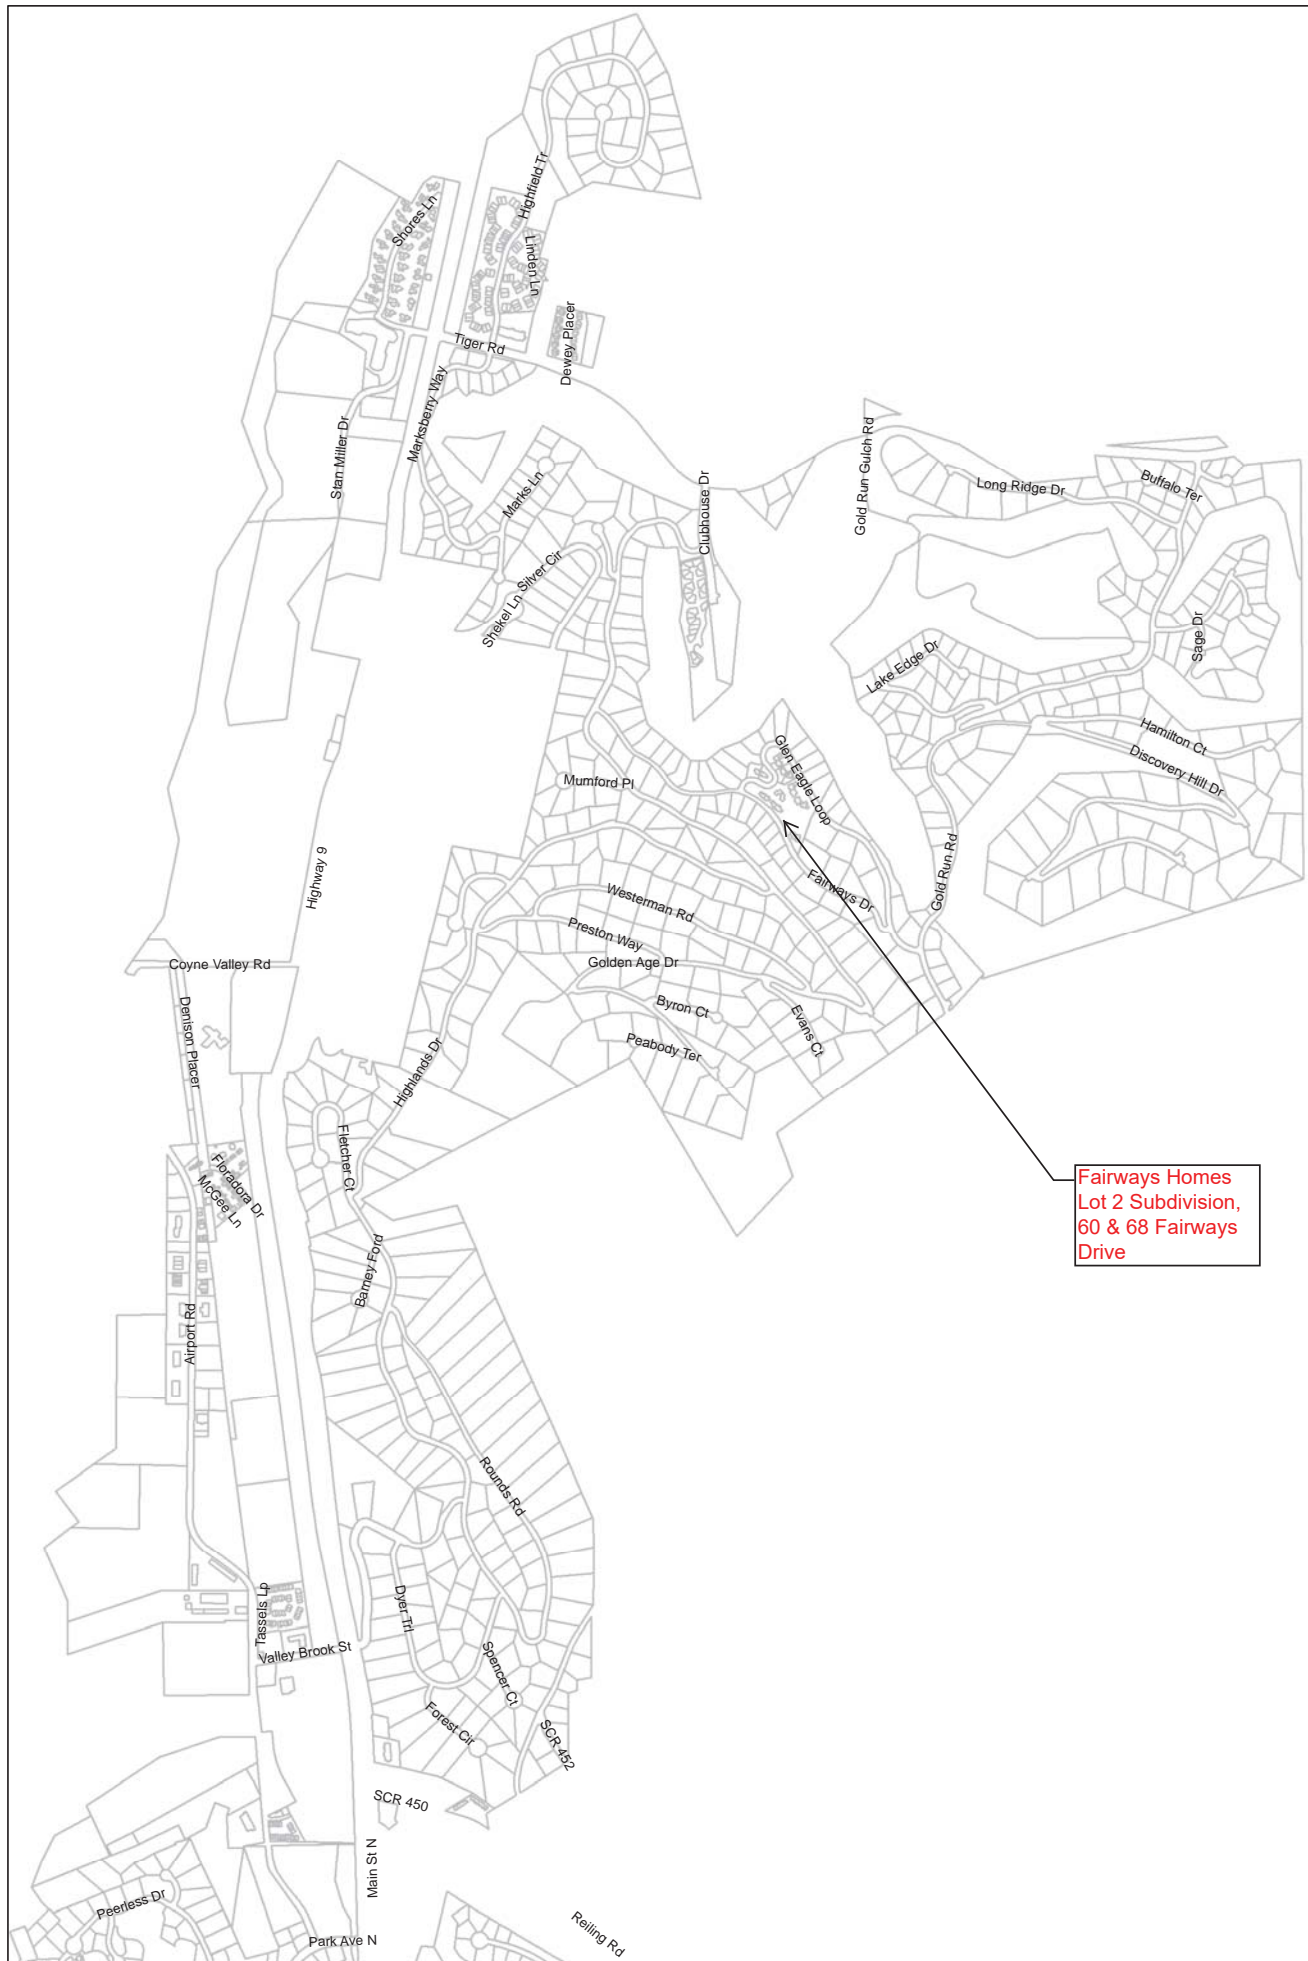 Highfield Tr
Shores Ln
Linden Ln
Dewey Placer
Tiger Rd
Marksberry Way
Stan Miller Dr
Gold Run Gulch Rd
Long Ridge Dr
Buffalo Ter
Marks Ln
Clubhouse Dr
Silver Cir
Shekel Ln
Sage Dr
Lake Edge Dr
Hamilton Ct
Discovery Hill Dr
Glen Eagle Loop
Mumford Pl
Highway 9
Gold Run Rd
Fairways Dr
Westerman Rd
Preston Way
Golden Age Dr
Coyne Valley Rd
Byron Ct
Evans Ct
Peabody Ter
Denison Placer
Highlands Dr
Fletcher Ct
Floradora Dr
McGee Ln
Fairways Homes
Lot 2 Subdivision,
60 & 68 Fairways
Drive
Barney Ford
Airport Rd
Rounds Rd
Dyer Trl
Tassels Lp
Valley Brook St
Spencer Ct
Forest Cir
SCR 452
SCR 450
Main St N
Peerless Dr
Park Ave N
Reiling Rd